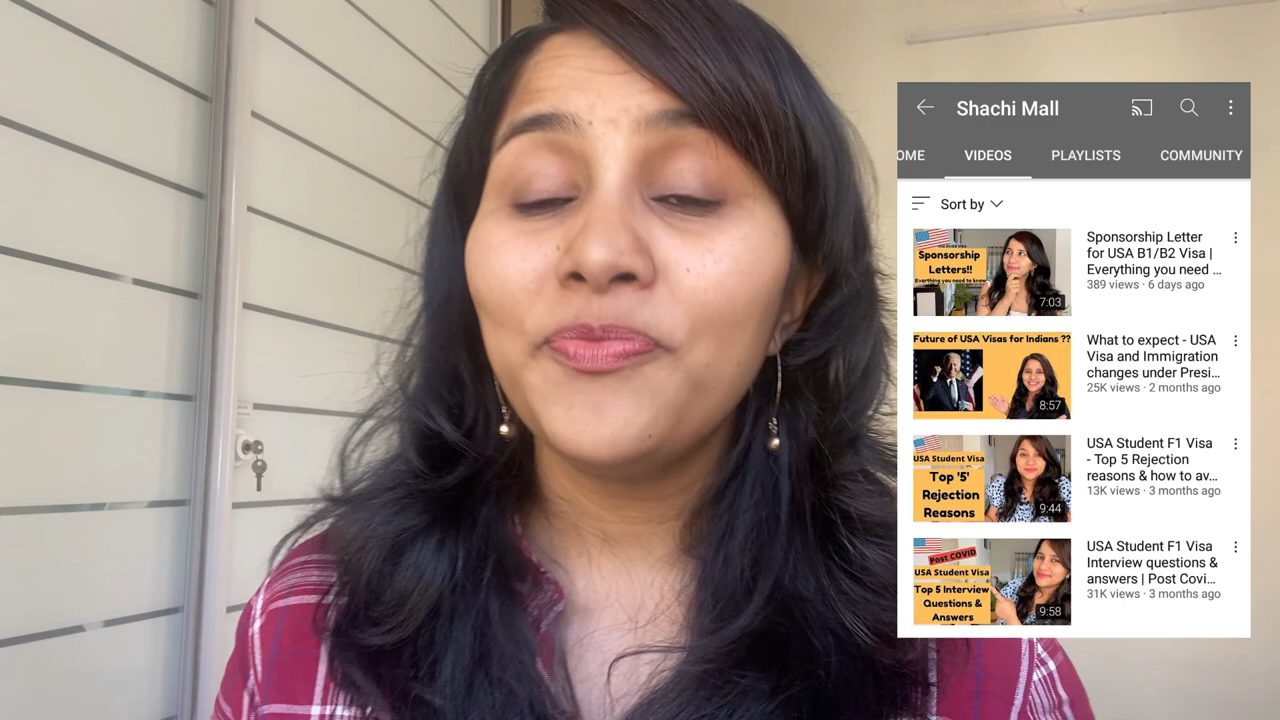 Shachi Mall
OME VIDEOS PLAYLISTS COMMUNITY
Sort by
Sponsorship
Letters!!
Everything you need to know
7:03
Sponsorship Letter
for USA B1/B2 Visa |
Everything you need ...
389 views · 6 days ago
Future of USA Visas for Indians ??
8:57
What to expect - USA
Visa and Immigration
changes under Presi...
25K views · 2 months ago
USA Student Visa
Top '5'
Rejection
Reasons
9:44
USA Student F1 Visa
- Top 5 Rejection
reasons & how to av...
13K views · 3 months ago
Post COVID
USA Student Visa
Top 5 Interview
Questions &
Answers
9:58
USA Student F1 Visa
Interview questions &
answers | Post Covi...
31K views · 3 months ago